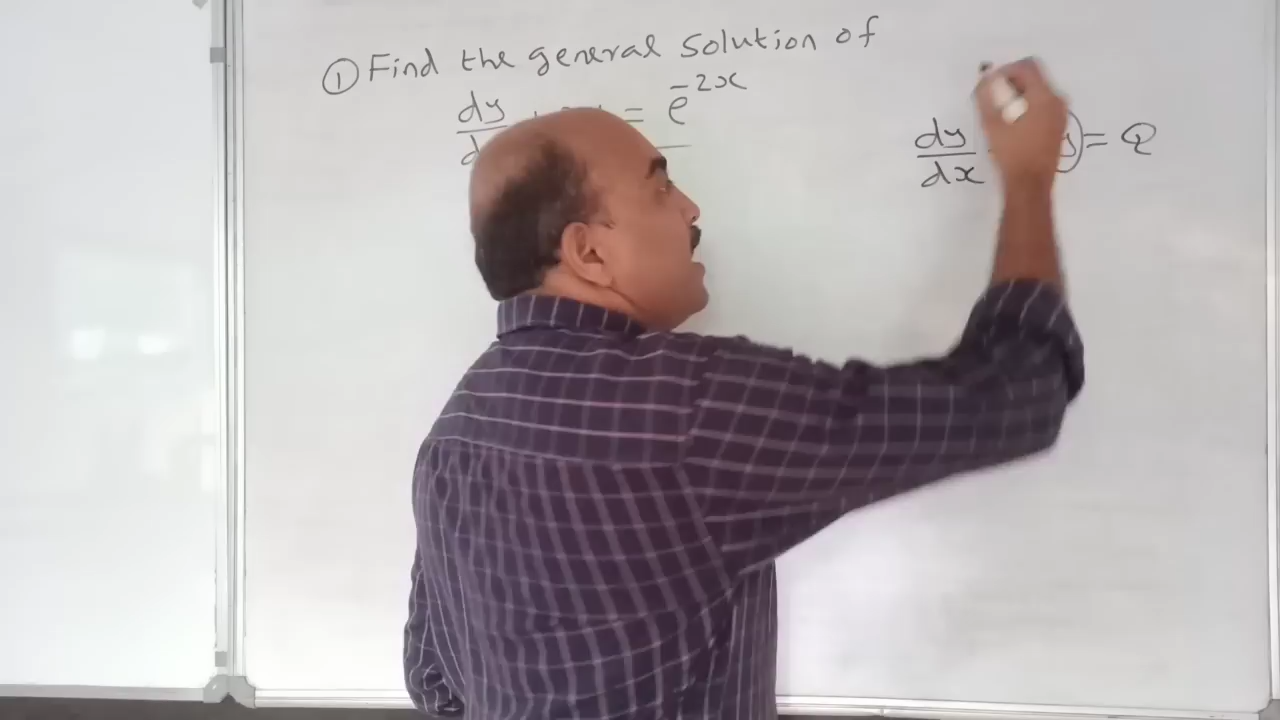 ① Find the general solution of
dy + = e^-2x
dy/dx y = Q